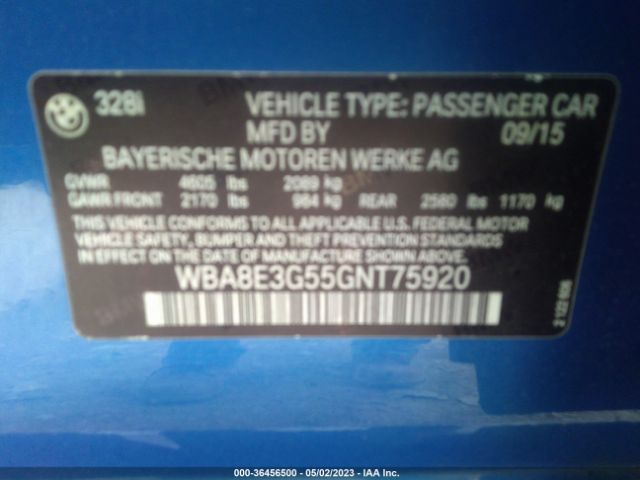 328i VEHICLE TYPE: PASSENGER CAR
MFD BY 09/15
BAYERISCHE MOTOREN WERKE AG
GVWR 4605 lbs 2089 kg
GAWR FRONT 2170 lbs 984 kg REAR 2580 lbs 1170 kg
THIS VEHICLE CONFORMS TO ALL APPLICABLE U.S. FEDERAL MOTOR
VEHICLE SAFETY, BUMPER, AND THEFT PREVENTION STANDARDS IN
EFFECT ON THE DATE OF MANUFACTURE SHOWN ABOVE.
WBA8E3G55GNT75920
000-36456500 - 05/02/2023 - IAAI Inc.